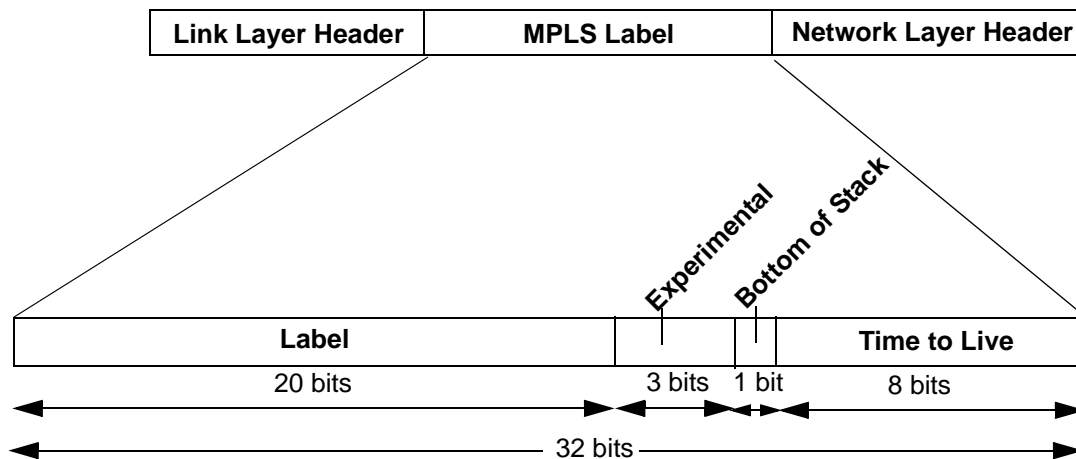 Link Layer Header
MPLS Label
Network Layer Header
Experimental
Bottom of Stack
Label
Time to Live
20 bits
3 bits
1 bit
8 bits
32 bits